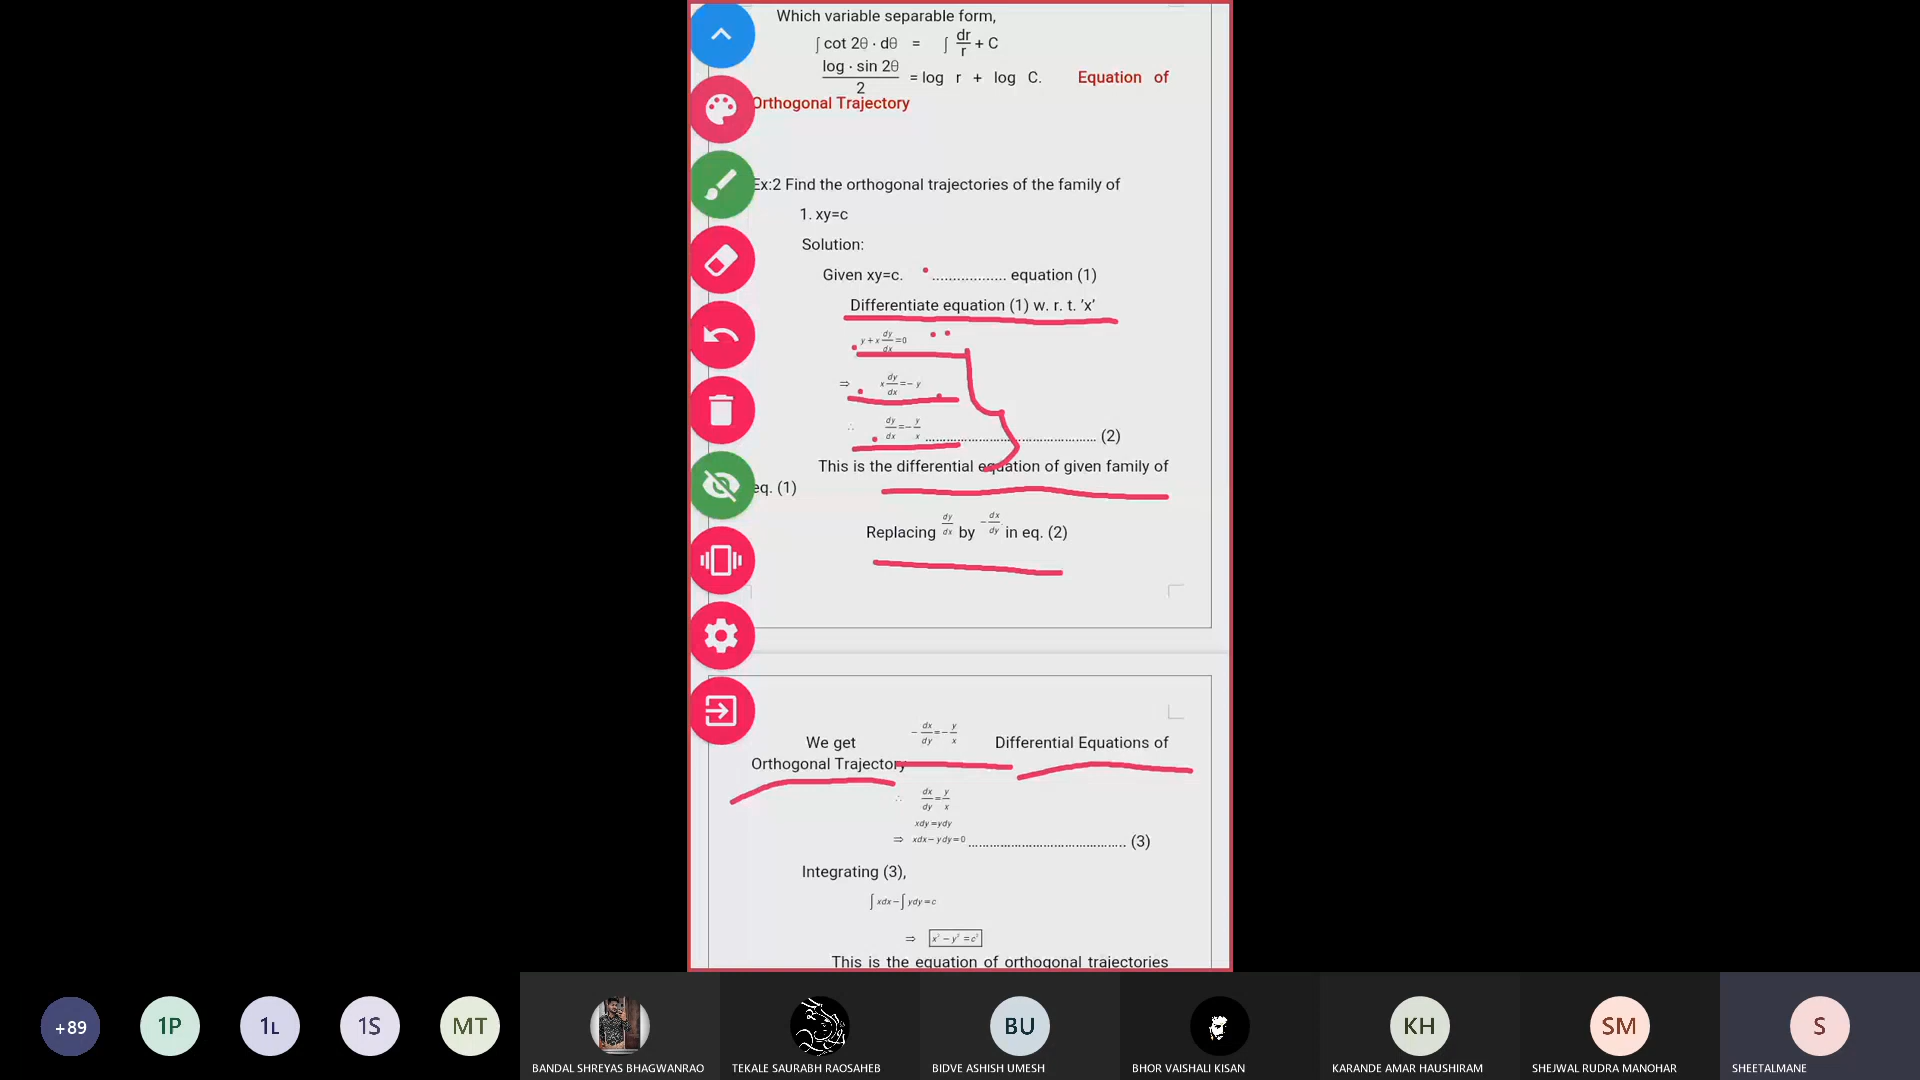 Which variable separable form,
∫ cot 2θ · dθ = ∫ dr/r + C
log · sin 2θ / 2 = log r + log C. Equation of
Orthogonal Trajectory
Ex:2 Find the orthogonal trajectories of the family of
1. xy=c
Solution:
Given xy=c. .................. equation (1)
Differentiate equation (1) w. r. t. ’x’
y + x dy/dx =0
⇒ x dy/dx =− y
∴ dy/dx =− y/x ........................................ (2)
This is the differential equation of given family of
eq. (1)
Replacing dy/dx by − dx/dy in eq. (2)
We get − dx/dy =− y/x Differential Equations of
Orthogonal Trajectory
∴ dx/dy = y/x
xdy =ydy
⇒ xdx− ydy=0 ..................................... (3)
Integrating (3),
∫ xdx − ∫ ydy =c
⇒ x² − y² =c²
This is the equation of orthogonal trajectories
+89
1P
1L
1S
MT
BU
KH
SM
S
BANDAL SHREYAS BHAGWANRAO
TEKALE SAURABH RAOSAHEB
BIDVE ASHISH UMESH
BHOR VAISHALI KISAN
KARANDE AMAR HAUSHIRAM
SHEJWAL RUDRA MANOHAR
SHEETALMANE